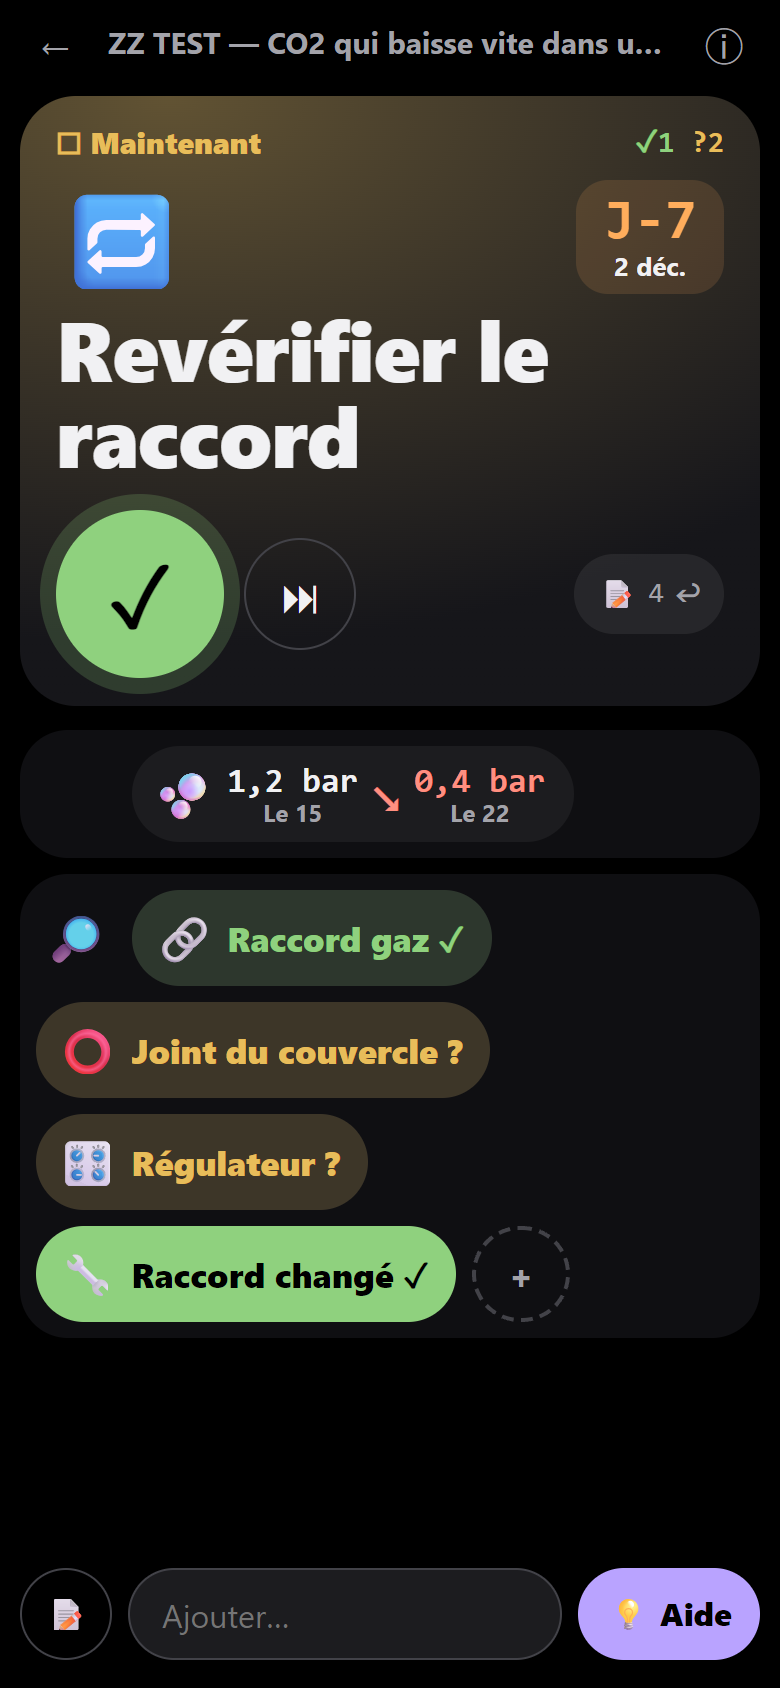 ← ZZ TEST — CO2 qui baisse vite dans u... ⓘ
☐ Maintenant ✓1 ?2
J-7
2 déc.
Revérifier le
raccord
✓
4 ↩
1,2 bar ↘ 0,4 bar
Le 15 Le 22
Raccord gaz ✓
Joint du couvercle ?
Régulateur ?
Raccord changé ✓ +
Ajouter... Aide